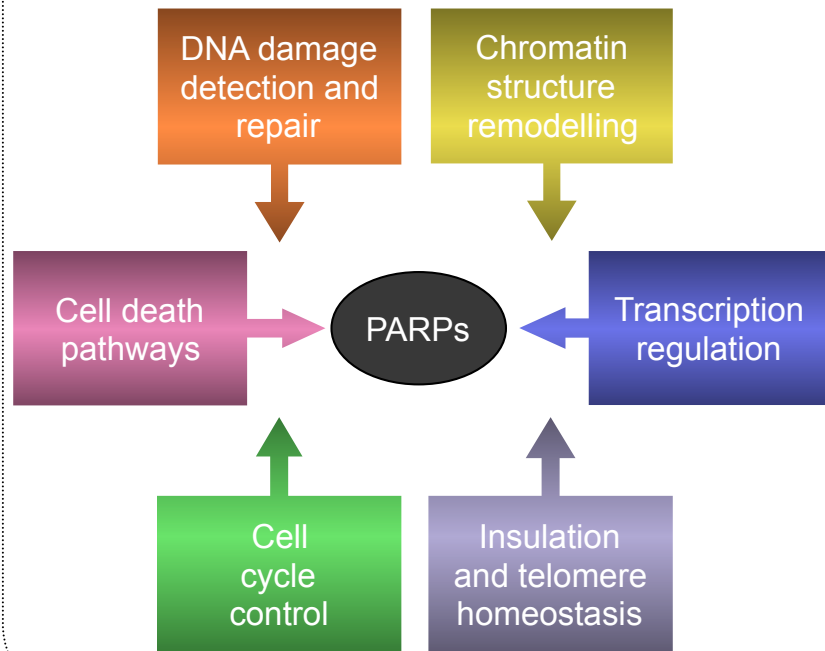 DNA damage
detection and
repair
Chromatin
structure
remodelling
Cell death
pathways
PARPs
Transcription
regulation
Cell
cycle
control
Insulation
and telomere
homeostasis